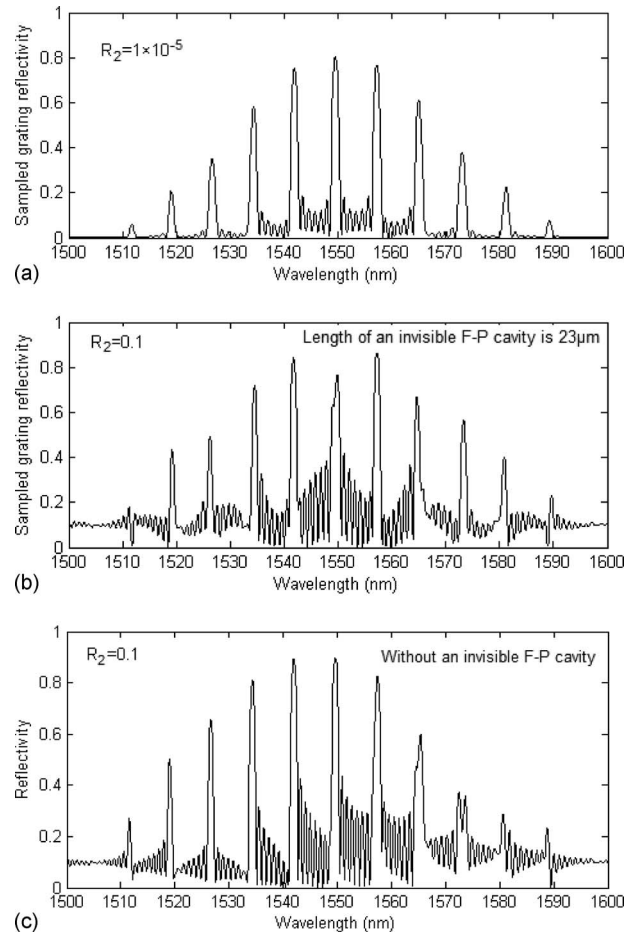 R2=1×10-5
Sampled grating reflectivity
1
0.8
0.6
0.4
0.2
0
1500 1510 1520 1530 1540 1550 1560 1570 1580 1590 1600
Wavelength (nm)
(a)
R2=0.1
Length of an invisible F-P cavity is 23μm
Sampled grating reflectivity
1
0.8
0.6
0.4
0.2
0
1500 1510 1520 1530 1540 1550 1560 1570 1580 1590 1600
Wavelength (nm)
(b)
R2=0.1
Without an invisible F-P cavity
Reflectivity
1
0.8
0.6
0.4
0.2
0
1500 1510 1520 1530 1540 1550 1560 1570 1580 1590 1600
Wavelength (nm)
(c)